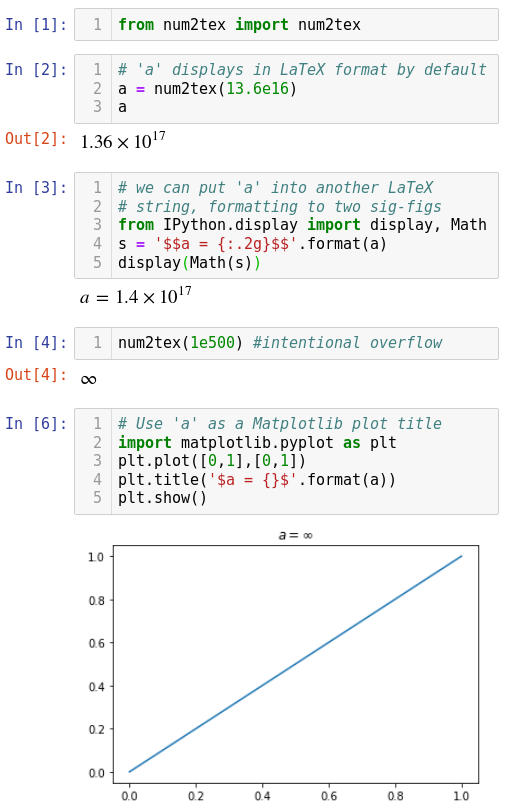 In [1]: 1 from num2tex import num2tex
In [2]: 1 # 'a' displays in LaTeX format by default
2 a = num2tex(13.6e16)
3 a
Out[2]: 1.36 × 10^17
In [3]: 1 # we can put 'a' into another LaTeX
2 # string, formatting to two sig-figs
3 from IPython.display import display, Math
4 s = '$$a = {:.2g}$$'.format(a)
5 display(Math(s))
a = 1.4 × 10^17
In [4]: 1 num2tex(1e500) #intentional overflow
Out[4]: ∞
In [6]: 1 # Use 'a' as a Matplotlib plot title
2 import matplotlib.pyplot as plt
3 plt.plot([0,1],[0,1])
4 plt.title('$a = {}$'.format(a))
5 plt.show()
a = ∞
1.0
0.8
0.6
0.4
0.2
0.0
0.0 0.2 0.4 0.6 0.8 1.0